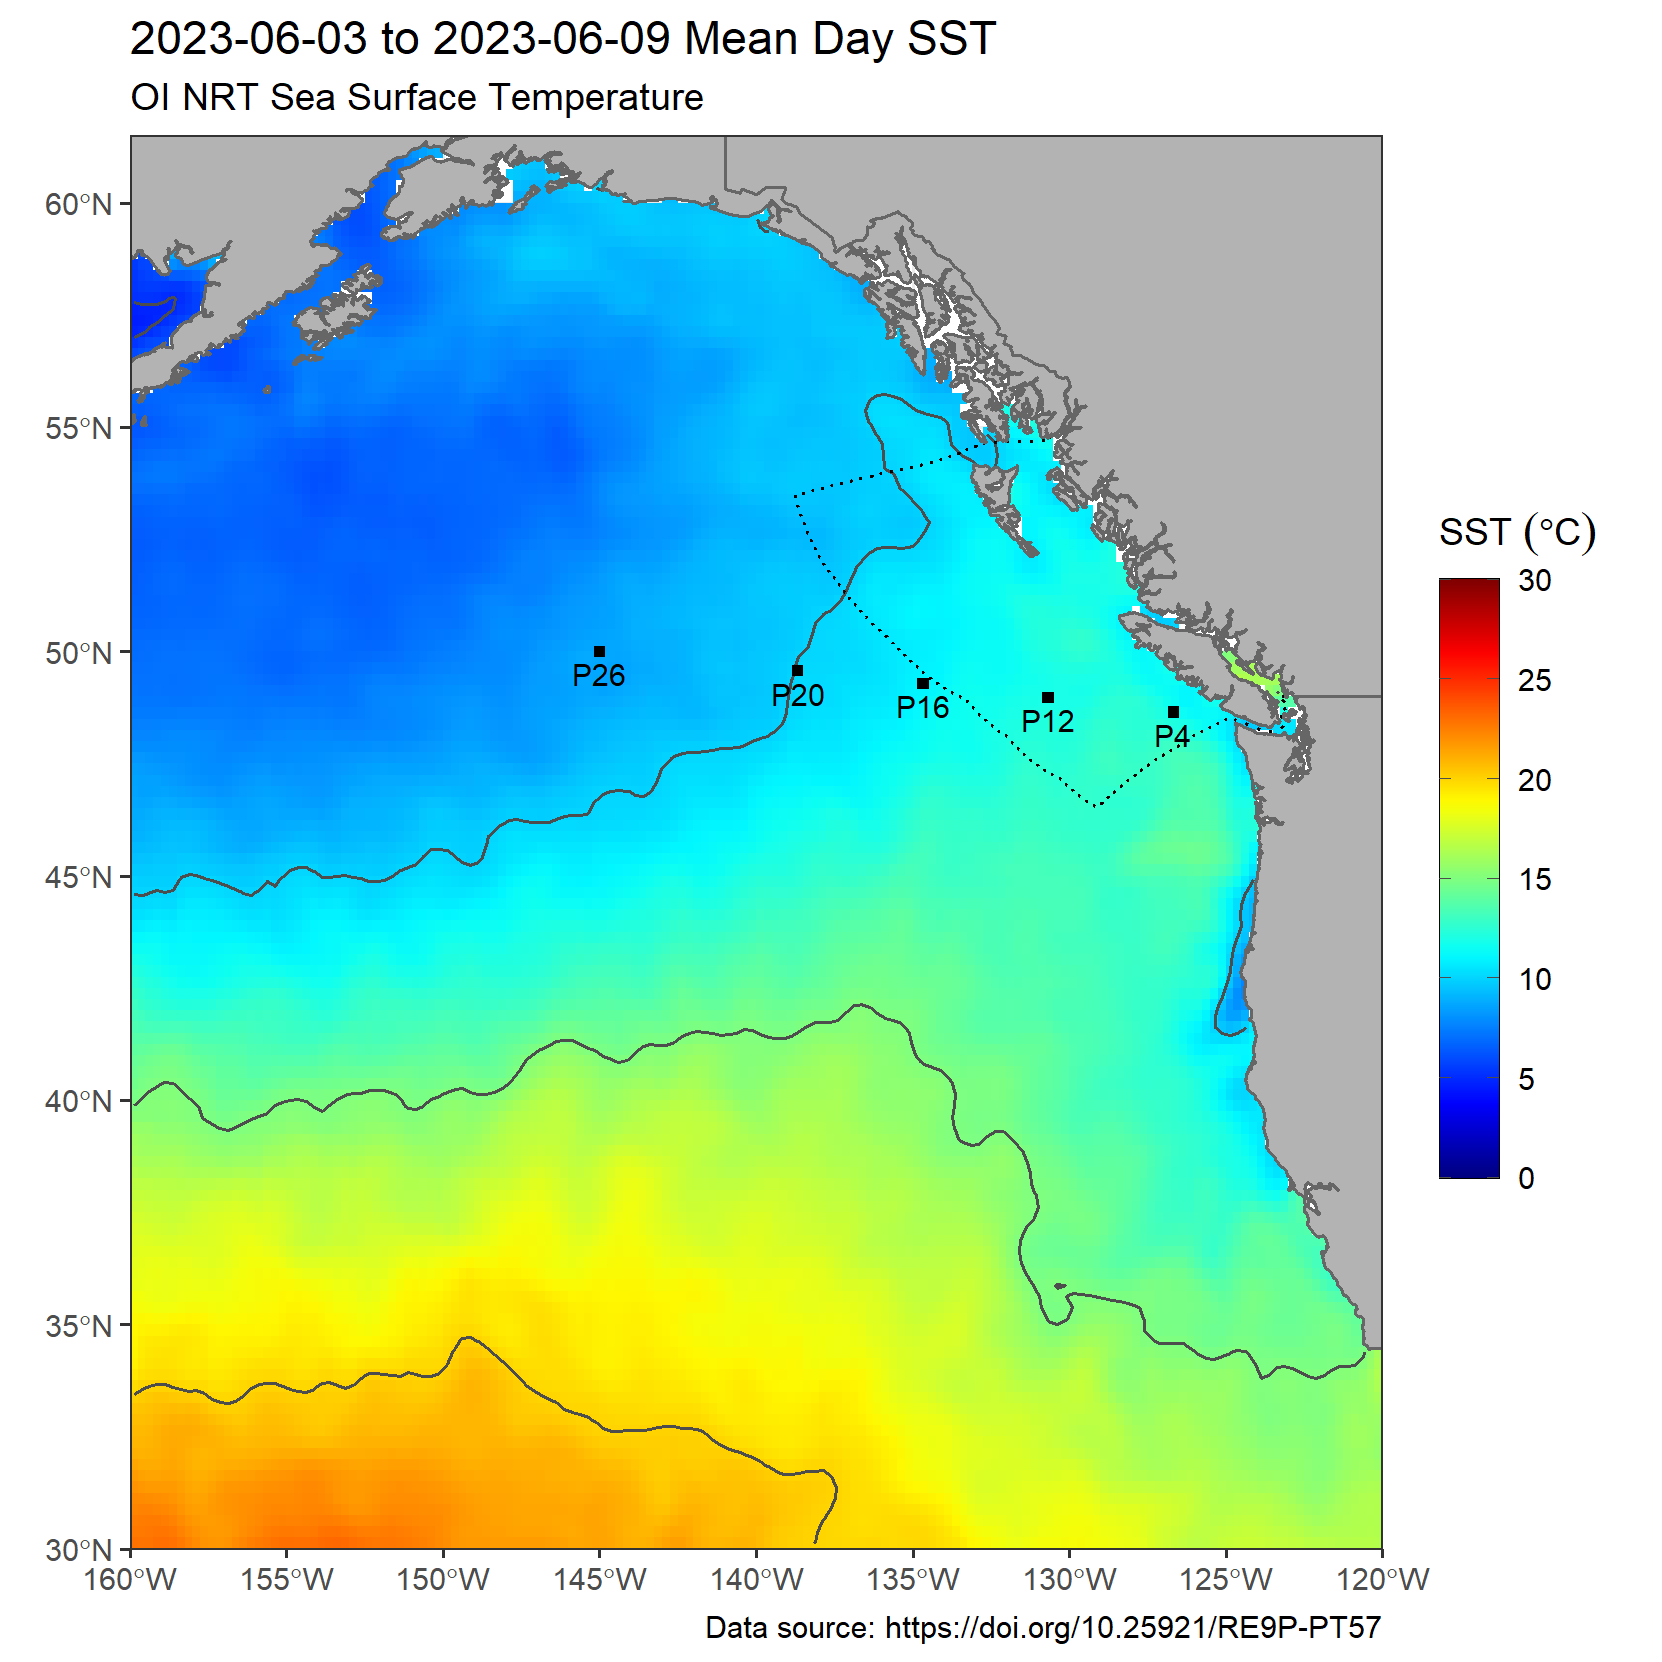 2023-06-03 to 2023-06-09 Mean Day SST
OI NRT Sea Surface Temperature
60°N
55°N
50°N
45°N
40°N
35°N
30°N
P26
P20
P16
P12
P4
160°W 155°W 150°W 145°W 140°W 135°W 130°W 125°W 120°W
SST (°C)
30
25
20
15
10
5
0
Data source: https://doi.org/10.25921/RE9P-PT57